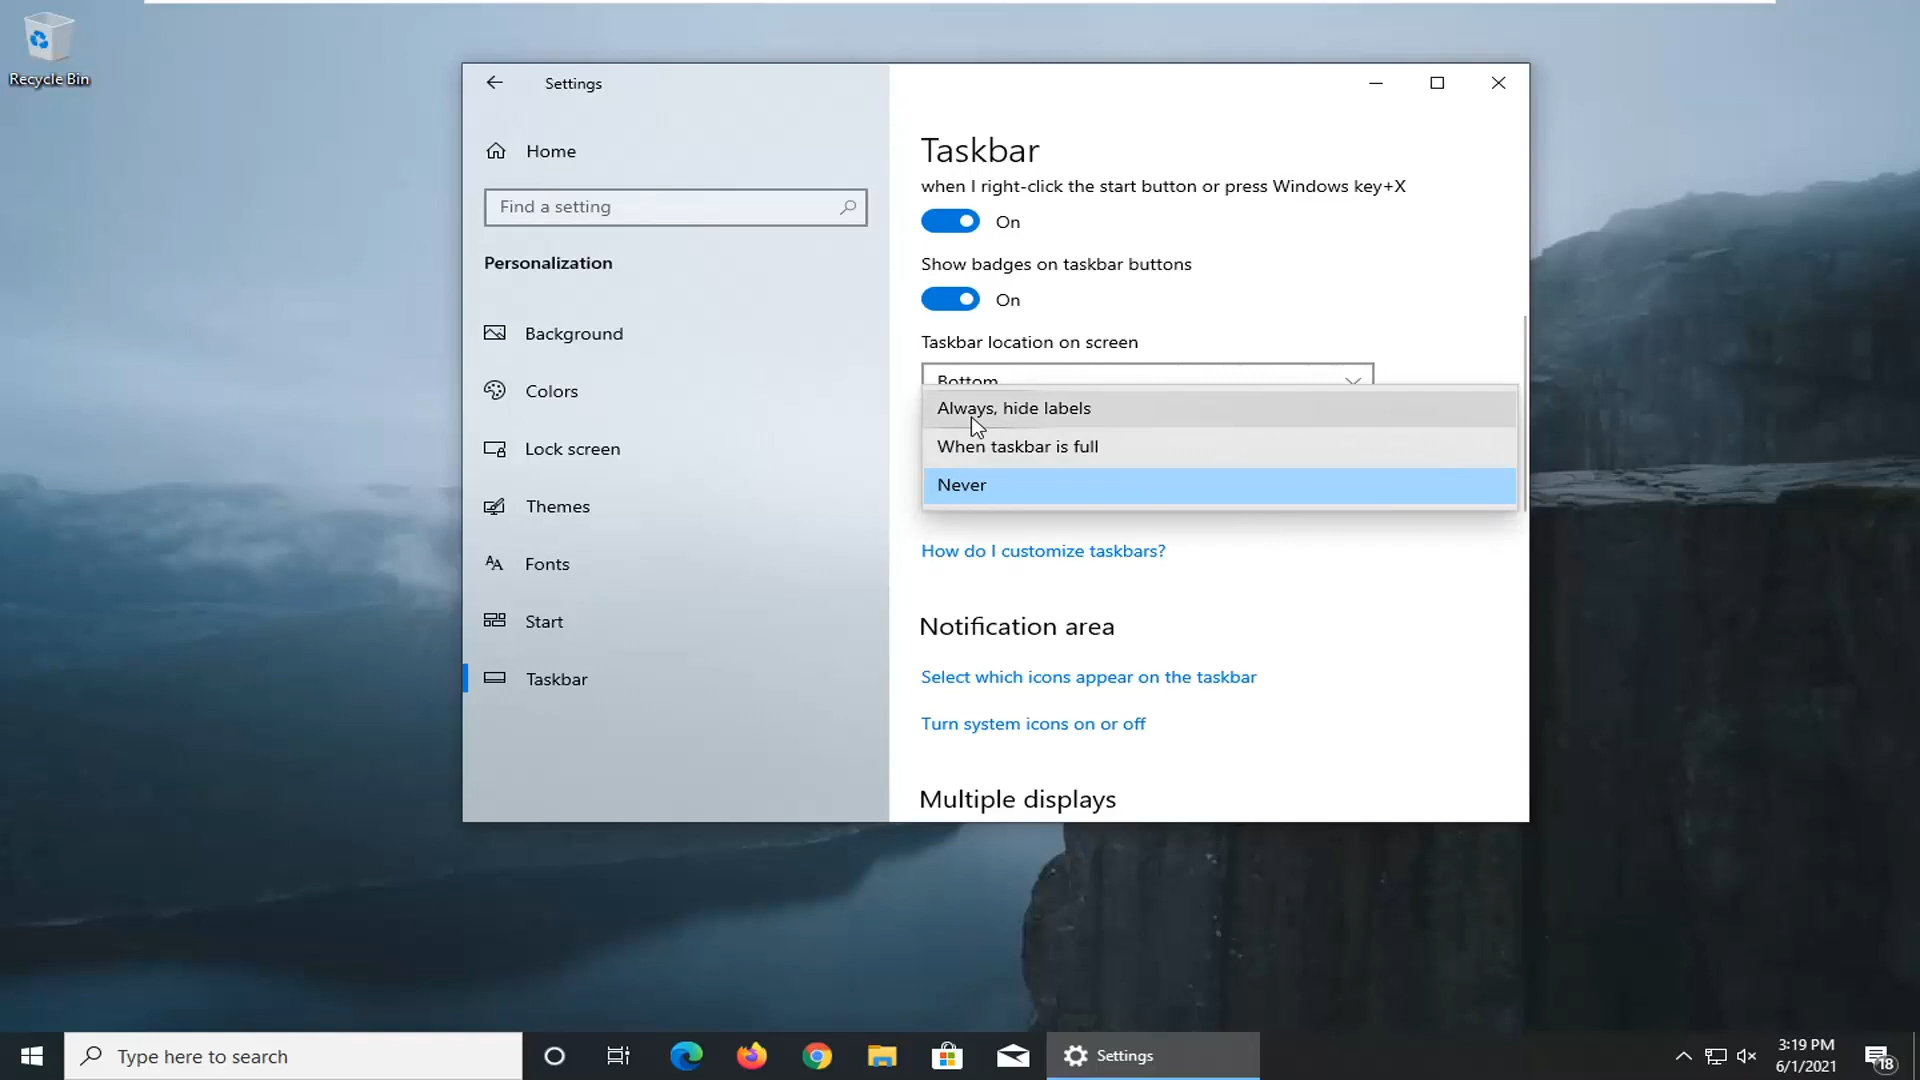 Recycle Bin
Settings
Home
Find a setting
Personalization
Background
Colors
Lock screen
Themes
Fonts
Start
Taskbar
Taskbar
when I right-click the start button or press Windows key+X
On
Show badges on taskbar buttons
On
Taskbar location on screen
Bottom
Always, hide labels
When taskbar is full
Never
How do I customize taskbars?
Notification area
Select which icons appear on the taskbar
Turn system icons on or off
Multiple displays
Type here to search
Settings
3:19 PM
6/1/2021
18